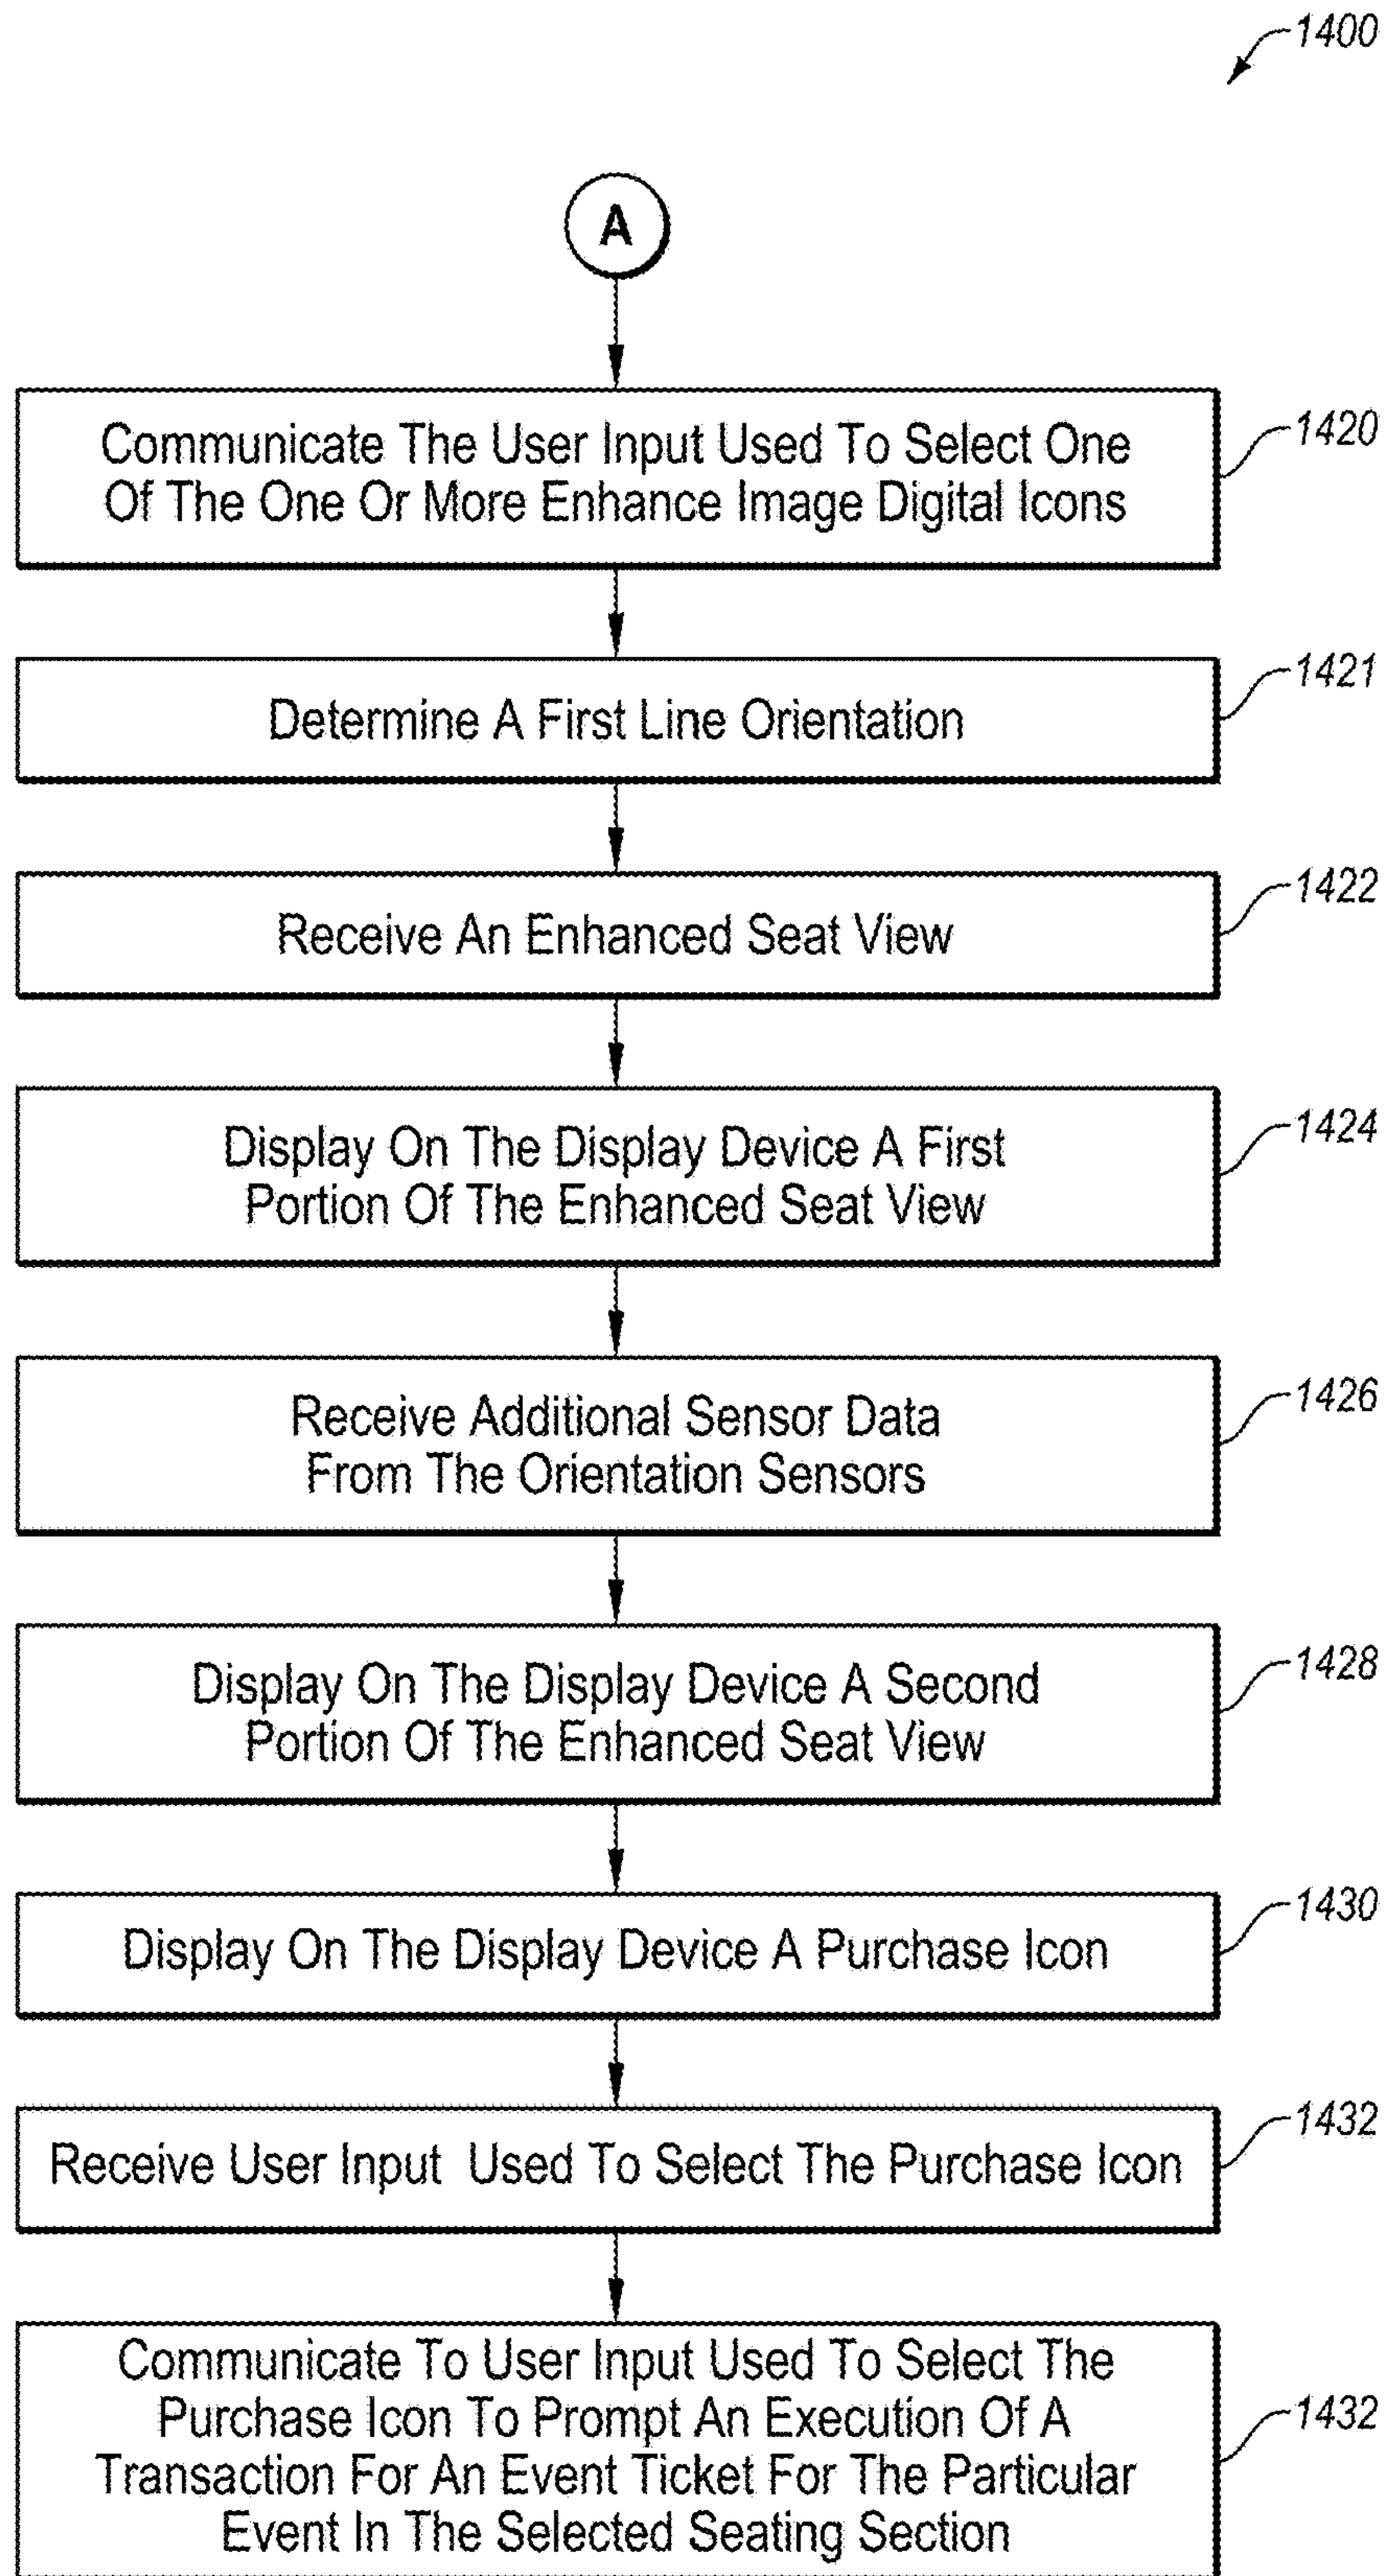 1400
A
Communicate The User Input Used To Select One
Of The One Or More Enhance Image Digital Icons
1420
Determine A First Line Orientation
1421
Receive An Enhanced Seat View
1422
Display On The Display Device A First
Portion Of The Enhanced Seat View
1424
Receive Additional Sensor Data
From The Orientation Sensors
1426
Display On The Display Device A Second
Portion Of The Enhanced Seat View
1428
Display On The Display Device A Purchase Icon
1430
Receive User Input Used To Select The Purchase Icon
1432
Communicate To User Input Used To Select The
Purchase Icon To Prompt An Execution Of A
Transaction For An Event Ticket For The Particular
Event In The Selected Seating Section
1432